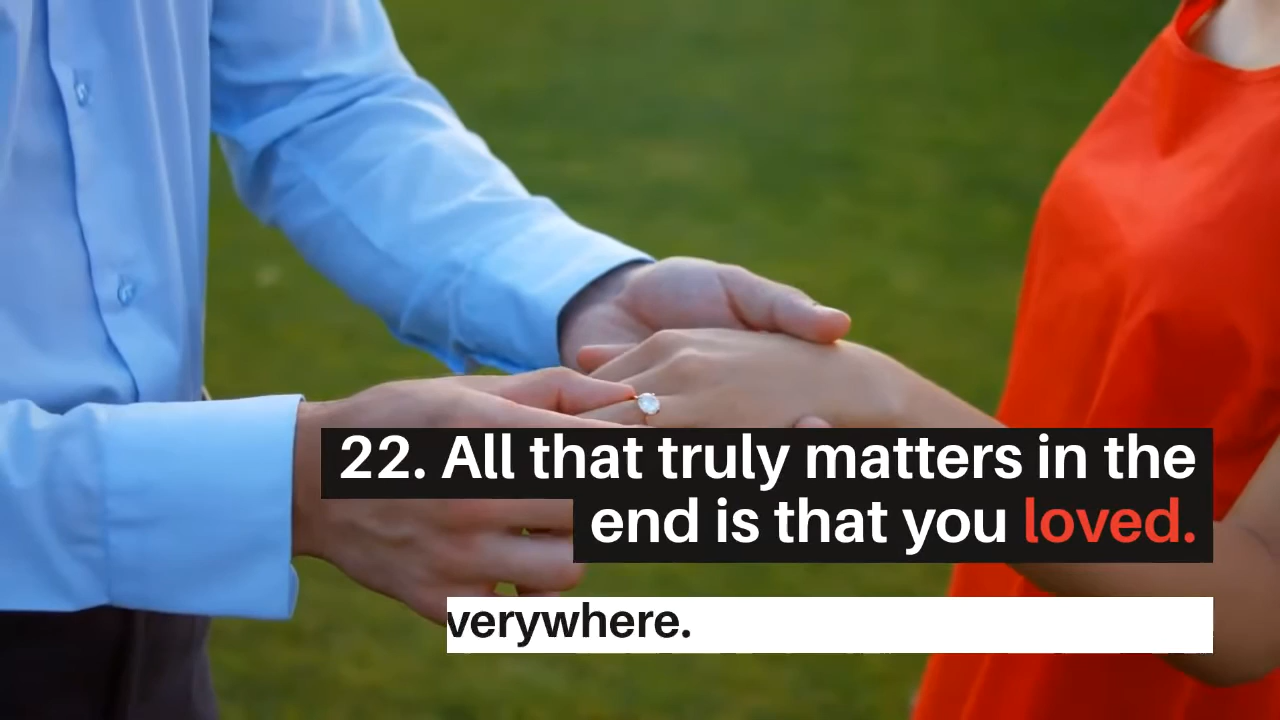 22. All that truly matters in the
end is that you loved.
verywhere.